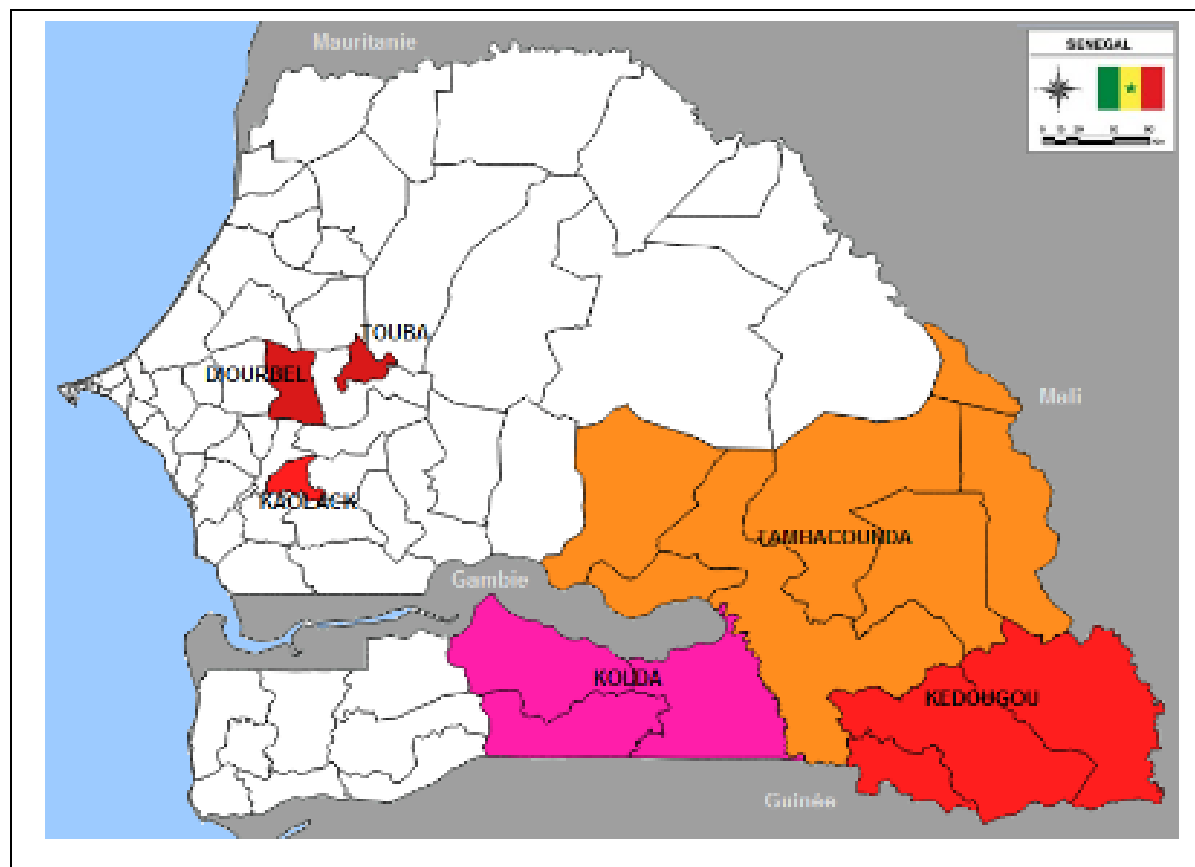 Mauritanie
SENEGAL
TOUBA
DIOURBEL
Mali
KAOLACK
TAMBACOUNDA
Gambie
KOLDA
KEDOUGOU
Guinée